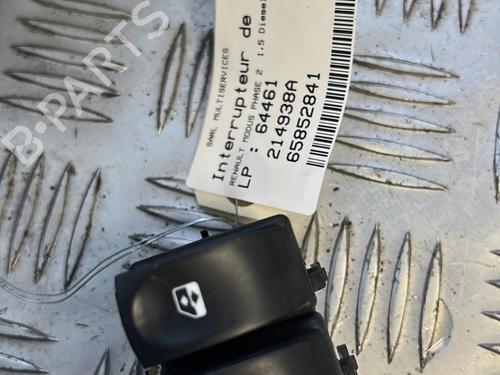 SARL MULTISERVICES
Interrupteur de
RENAULT MODUS PHASE 2 1.5 Diesel
LP : 64461
214938A
65852841
B-PARTS